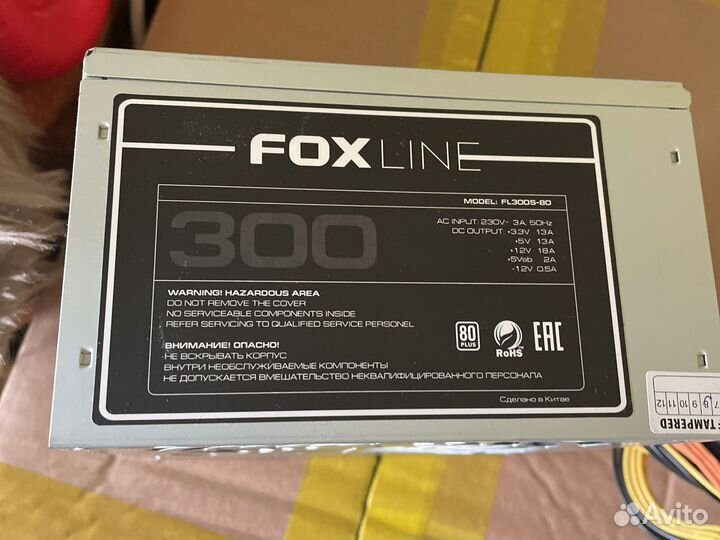 FOXLINE
300
MODEL: FL300S-80
AC INPUT: 230V~ 3A, 50Hz
DC OUTPUT: +3.3V 13A
+5V 13A
+12V 18A
+5Vsb 2A
-12V 0.5A
WARNING! HAZARDOUS AREA
DO NOT REMOVE THE COVER
NO SERVICEABLE COMPONENTS INSIDE
REFER SERVICING TO QUALIFIED SERVICE PERSONEL
ВНИМАНИЕ! ОПАСНО!
НЕ ВСКРЫВАТЬ КОРПУС
ВНУТРИ НЕОБСЛУЖИВАЕМЫЕ КОМПОНЕНТЫ
НЕ ДОПУСКАЕТСЯ ВМЕШАТЕЛЬСТВО НЕКВАЛИФИЦИРОВАННОГО ПЕРСОНАЛА
80
PLUS
RoHS
EAC
Сделано в Китае
7 8 9 10 11 12
TAMPERED
Avito